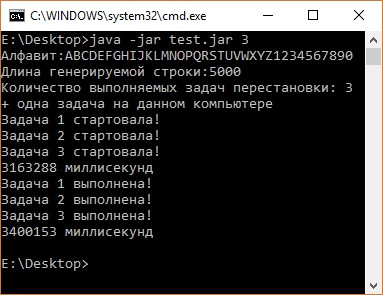 C:\WINDOWS\system32\cmd.exe
E:\Desktop>java -jar test.jar 3
Алфавит:ABCDEFGHIJKLMNOPQRSTUVWXYZ1234567890
Длина генерируемой строки:5000
Количество выполняемых задач перестановки: 3
+ одна задача на данном компьютере
Задача 1 стартовала!
Задача 2 стартовала!
Задача 3 стартовала!
3163288 миллисекунд
Задача 1 выполнена!
Задача 2 выполнена!
Задача 3 выполнена!
3400153 миллисекунд
E:\Desktop>